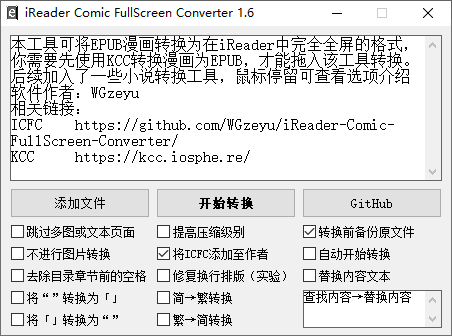 iReader Comic FullScreen Converter 1.6
本工具可将EPUB漫画转换为在iReader中完全全屏的格式,
你需要先使用KCC转换漫画为EPUB，才能拖入该工具转换。
后续加入了一些小说转换工具，鼠标停留可查看选项介绍
软件作者：WGzeyu
相关链接：
ICFC    https://github.com/WGzeyu/iReader-Comic-
FullScreen-Converter/
KCC     https://kcc.iosphe.re/
添加文件 开始转换 GitHub
跳过多图或文本页面 提高压缩级别 转换前备份原文件
不进行图片转换 将ICFC添加至作者 自动开始转换
去除目录章节前的空格 修复换行排版（实验） 替换内容文本
将“”转换为「」 简→繁转换 查找内容→替换内容
将「」转换为“” 繁→简转换